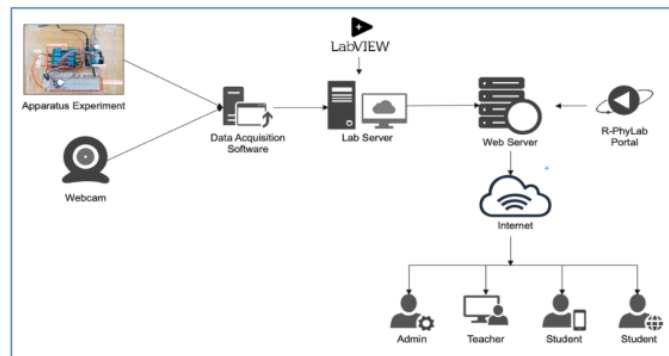 LabVIEW
Apparatus Experiment
Data Acquisition
Software
Lab Server
Web Server
R-PhyLab
Portal
Webcam
Internet
Admin
Teacher
Student
Student